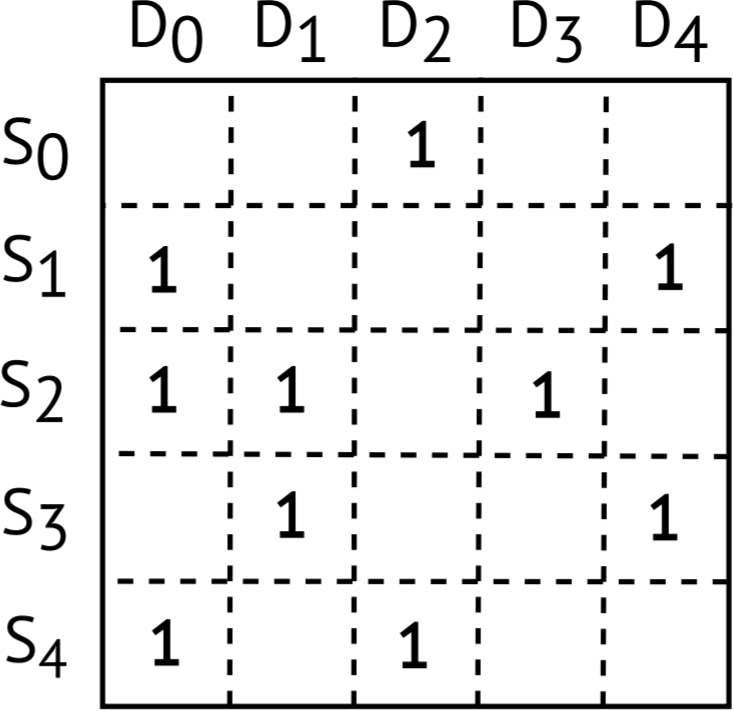 D0 D1 D2 D3 D4
S0 1
S1 1 1
S2 1 1 1
S3 1 1
S4 1 1